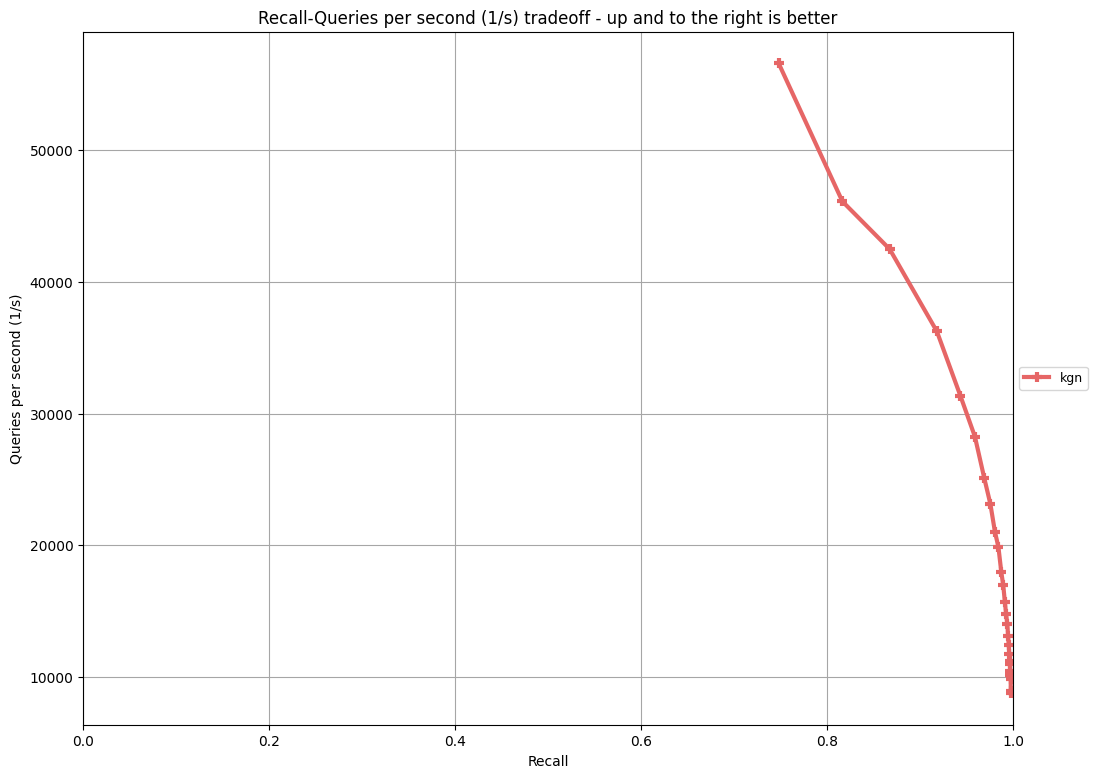 Recall-Queries per second (1/s) tradeoff - up and to the right is better
Queries per second (1/s)
50000
40000
30000
20000
10000
0.0 0.2 0.4 0.6 0.8 1.0
Recall
kgn